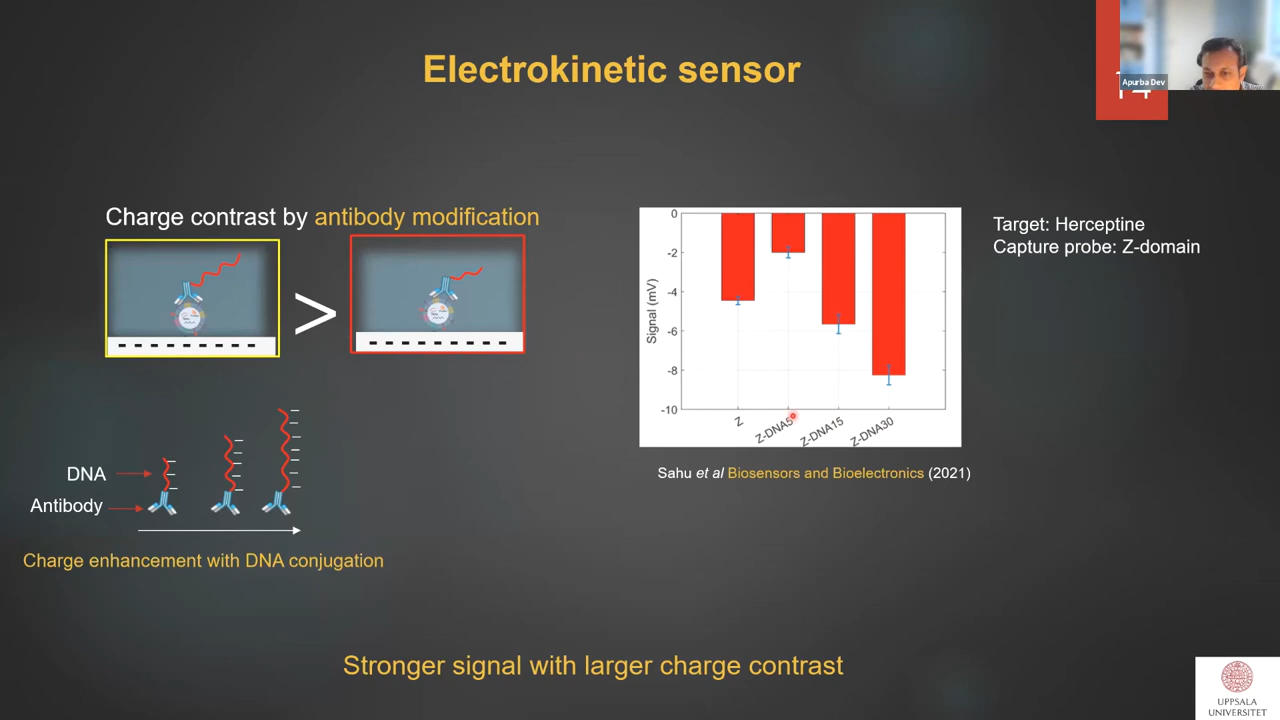 Electrokinetic sensor
14
Apurba Dev
Charge contrast by antibody modification
>
DNA
Antibody
Charge enhancement with DNA conjugation
0
-2
-4
-6
-8
-10
Signal (mV)
Z
Z-DNA5
Z-DNA15
Z-DNA30
Sahu et al Biosensors and Bioelectronics (2021)
Target: Herceptine
Capture probe: Z-domain
Stronger signal with larger charge contrast
UPPSALA
UNIVERSITET